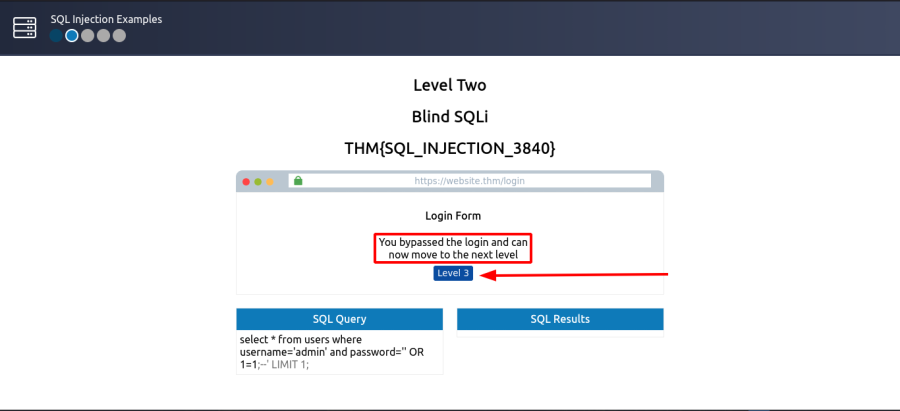 SQL Injection Examples
Level Two
Blind SQLi
THM{SQL_INJECTION_3840}
https://website.thm/login
Login Form
You bypassed the login and can
now move to the next level
Level 3
SQL Query
select * from users where
username='admin' and password='' OR
1=1;--' LIMIT 1;
SQL Results